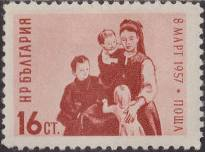 НР БЪЛГАРИЯ
8 МАРТ 1957 • ПОЩА
16 СТ.